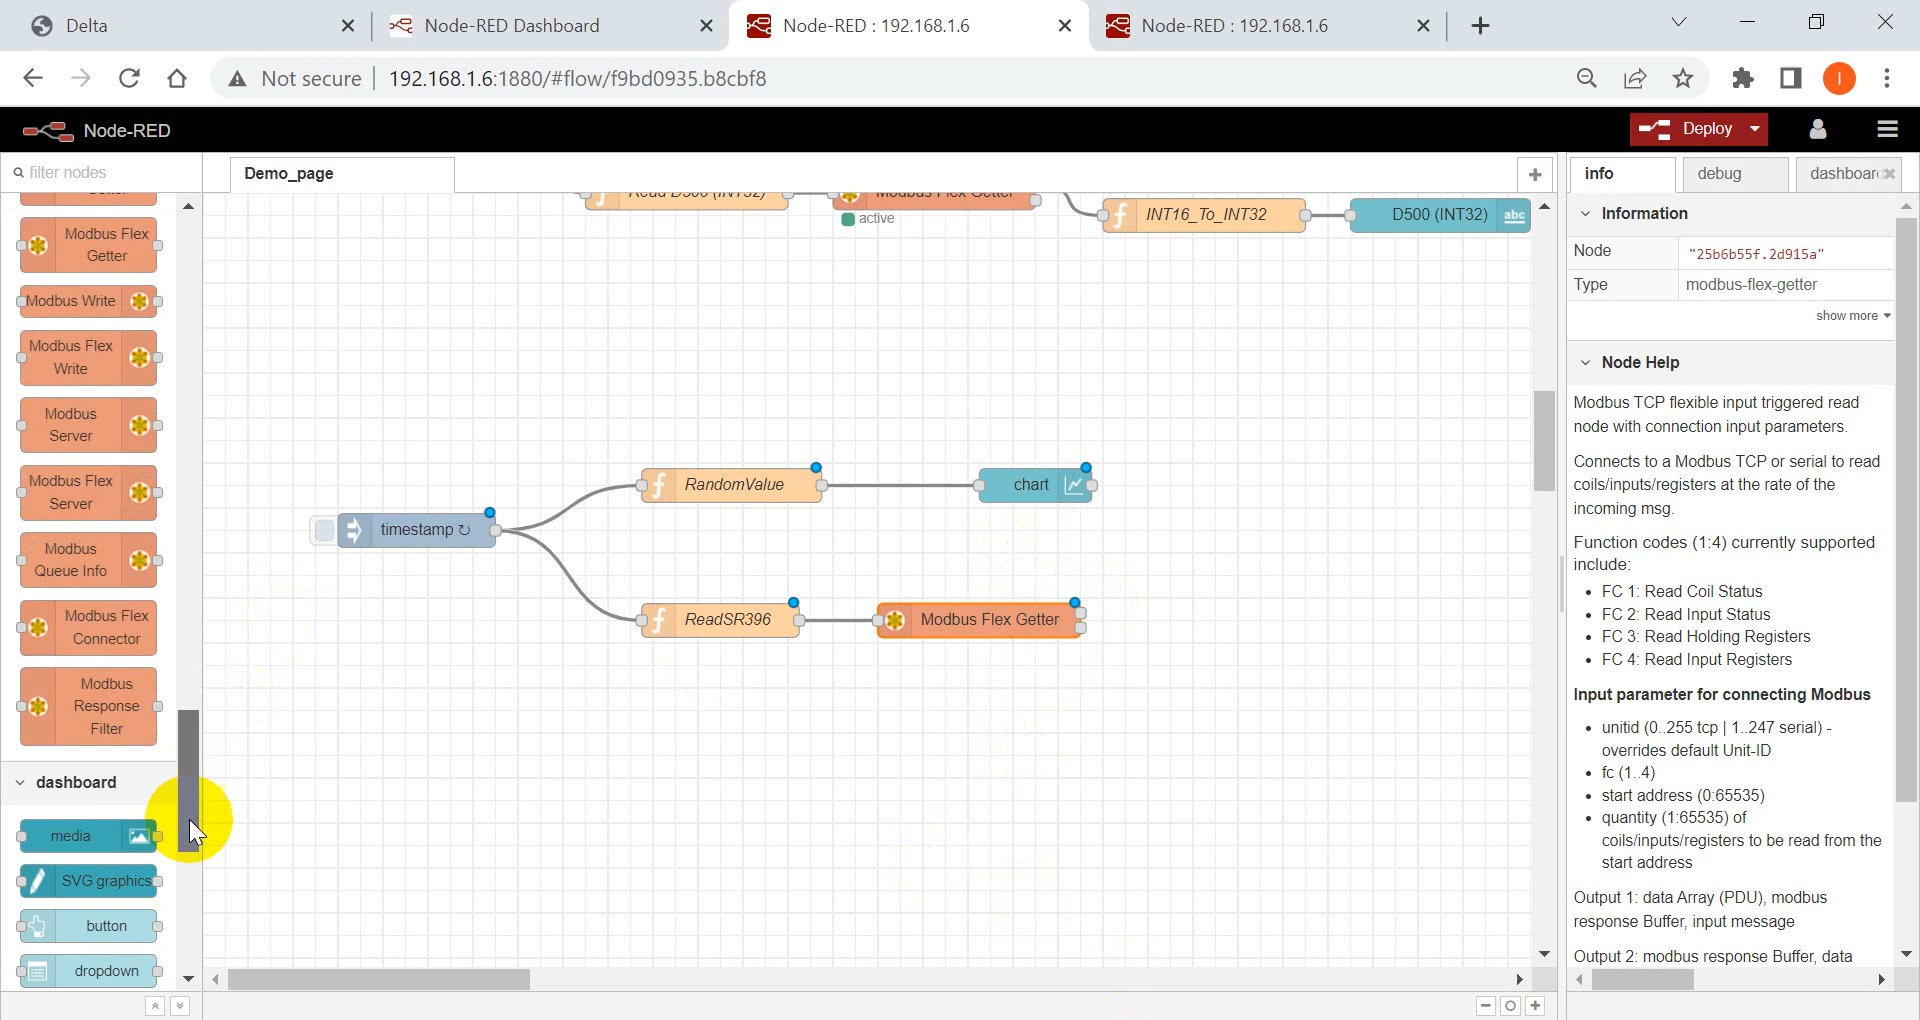 Delta
Node-RED Dashboard
Node-RED : 192.168.1.6
Node-RED : 192.168.1.6
Not secure
192.168.1.6:1880/#flow/f9bd0935.b8cbf8
I
Node-RED
Deploy
filter nodes
Demo_page
info
debug
dashboard
Read D500 (INT32)
Modbus Flex Getter
active
INT16_To_INT32
D500 (INT32)
abc
Modbus Flex
Getter
Modbus Write
Modbus Flex
Write
Modbus
Server
Modbus Flex
Server
Modbus
Queue Info
Modbus Flex
Connector
Modbus
Response
Filter
dashboard
media
SVG graphics
button
dropdown
timestamp ↻
RandomValue
chart
ReadSR396
Modbus Flex Getter
Information
Node
"25b6b55f.2d915a"
Type
modbus-flex-getter
show more
Node Help
Modbus TCP flexible input triggered read
node with connection input parameters.
Connects to a Modbus TCP or serial to read
coils/inputs/registers at the rate of the
incoming msg.
Function codes (1:4) currently supported
include:
• FC 1: Read Coil Status
• FC 2: Read Input Status
• FC 3: Read Holding Registers
• FC 4: Read Input Registers
Input parameter for connecting Modbus
• unitid (0..255 tcp | 1..247 serial) -
overrides default Unit-ID
• fc (1..4)
• start address (0:65535)
• quantity (1:65535) of
coils/inputs/registers to be read from the
start address
Output 1: data Array (PDU), modbus
response Buffer, input message
Output 2: modbus response Buffer, data